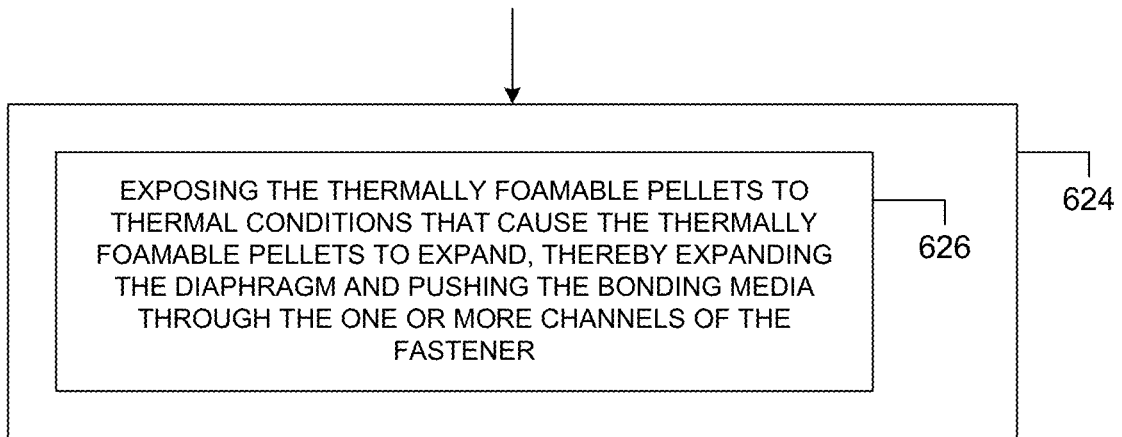 EXPOSING THE THERMALLY FOAMABLE PELLETS TO
THERMAL CONDITIONS THAT CAUSE THE THERMALLY
FOAMABLE PELLETS TO EXPAND, THEREBY EXPANDING
THE DIAPHRAGM AND PUSHING THE BONDING MEDIA
THROUGH THE ONE OR MORE CHANNELS OF THE
FASTENER
626
624